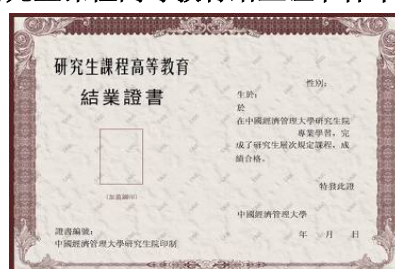 研究生課程高等教育
結業證書
(加蓋鋼印)
證書編號：
中國經濟管理大學研究生院印制
性別：
生於：
於
在中國經濟管理大學研究生院
專業學習，完
成了研究生層次規定課程，成
績合格。
特發此證
中國經濟管理大學
年 月 日